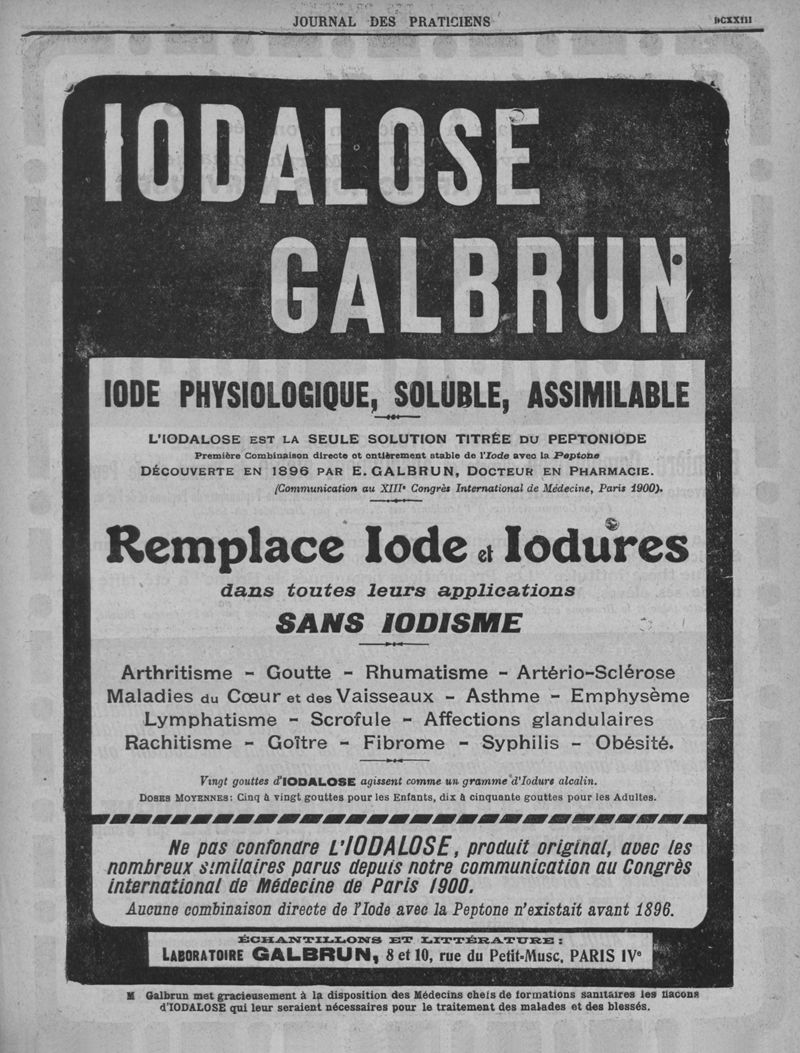 JOURNAL DES PRATICIENS
DCXXIII
IODALOSE
GALBRUN
IODE PHYSIOLOGIQUE, SOLUBLE, ASSIMILABLE
L'IODALOSE EST LA SEULE SOLUTION TITRÉE DU PEPTONIODE
Première Combinaison directe et entièrement stable de l'Iode avec la Peptone
DÉCOUVERTE EN 1896 PAR E. GALBRUN, DOCTEUR EN PHARMACIE.
(Communication au XIIIe Congrès International de Médecine, Paris 1900).
Remplace Iode et Iodures
dans toutes leurs applications
SANS IODISME
Arthritisme - Goutte - Rhumatisme - Artério-Sclérose
Maladies du Cœur et des Vaisseaux - Asthme - Emphysème
Lymphatisme - Scrofule - Affections glandulaires
Rachitisme - Goître - Fibrome - Syphilis - Obésité.
Vingt gouttes d'IODALOSE agissent comme un gramme d'Iodure alcalin.
DOSES MOYENNES: Cinq à vingt gouttes pour les Enfants, dix à cinquante gouttes pour les Adultes.
Ne pas confondre L'IODALOSE, produit original, avec les
nombreux similaires parus depuis notre communication au Congrès
international de Médecine de Paris 1900.
Aucune combinaison directe de l'Iode avec la Peptone n'existait avant 1896.
ÉCHANTILLONS ET LITTÉRATURE:
LABORATOIRE GALBRUN, 8 et 10, rue du Petit-Musc, PARIS IVe
M Galbrun met gracieusement à la disposition des Médecins chefs de formations sanitaires les flacons
d'IODALOSE qui leur seraient nécessaires pour le traitement des malades et des blessés.